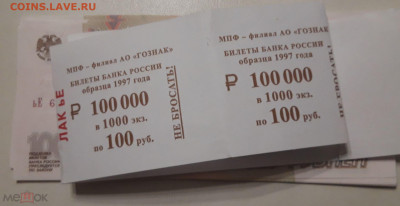 COINS.LAVE.RU
МПФ – филиал АО «ГОЗНАК»
БИЛЕТЫ БАНКА РОССИИ
образца 1997 года
₽ 100 000
в 1000 экз.
по 100 руб.
НЕ БРОСАТЬ!
МПФ – филиал АО «ГОЗНАК»
БИЛЕТЫ БАНКА РОССИИ
образца 1997 года
₽ 100 000
в 1000 экз.
по 100 руб.
НЕ БРОСАТЬ!
ЛАК ЬЕ
мешок